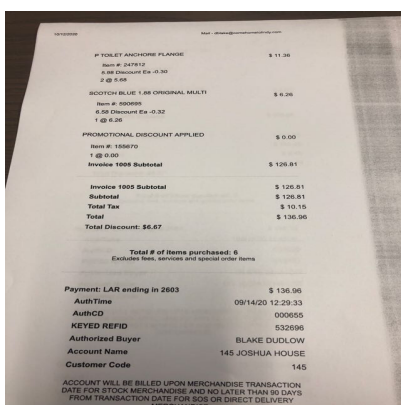 P TOILET ANCHORE FLANGE $ 11.36
Item #: 247812
5.98 Discount Ea -0.30
2 @ 5.68
SCOTCH BLUE 1.88 ORIGINAL MULTI $ 6.26
Item #: 590695
6.58 Discount Ea -0.32
1 @ 6.26
PROMOTIONAL DISCOUNT APPLIED $ 0.00
Item #: 155670
1 @ 0.00
Invoice 1005 Subtotal $ 126.81
Invoice 1005 Subtotal $ 126.81
Subtotal $ 126.81
Total Tax $ 10.15
Total $ 136.96
Total Discount: $6.67
Total # of items purchased: 6
Excludes fees, services and special order items
Payment: LAR ending in 2603 $ 136.96
AuthTime 09/14/20 12:29:33
AuthCD 000655
KEYED REFID 532696
Authorized Buyer BLAKE DUDLOW
Account Name 145 JOSHUA HOUSE
Customer Code 145
ACCOUNT WILL BE BILLED UPON MERCHANDISE TRANSACTION
DATE FOR STOCK MERCHANDISE AND NO LATER THAN 90 DAYS
FROM TRANSACTION DATE FOR SOS OR DIRECT DELIVERY